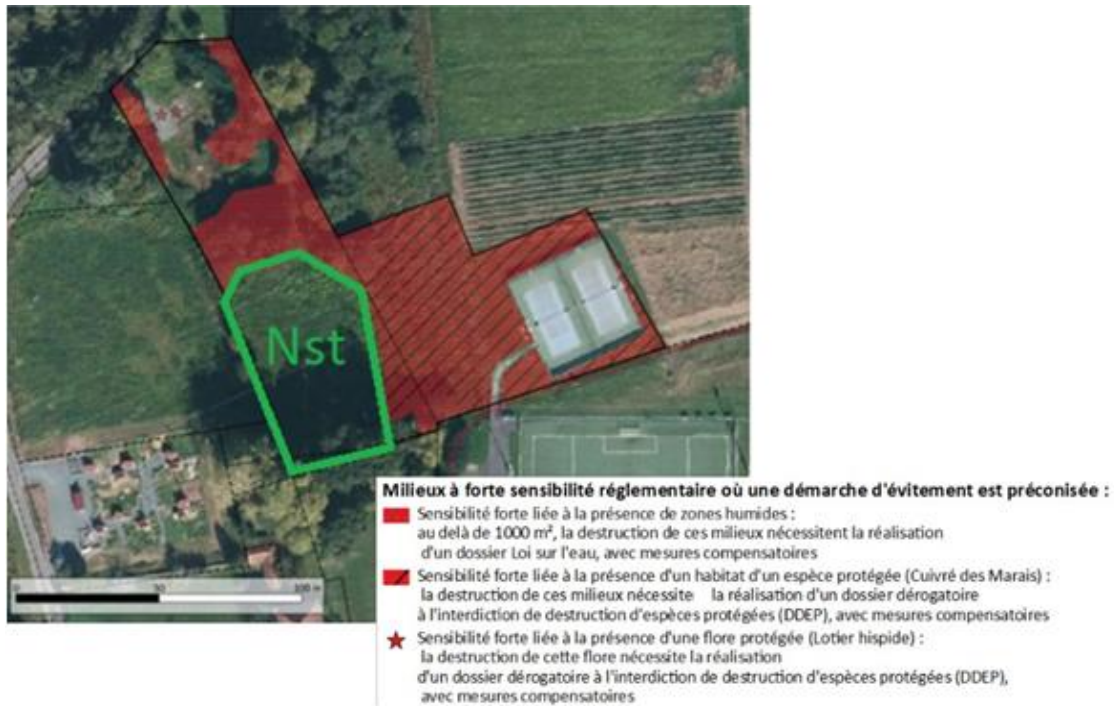 Nst
0 50 100 m
Milieux à forte sensibilité réglementaire où une démarche d'évitement est préconisée :
Sensibilité forte liée à la présence de zones humides :
au delà de 1000 m², la destruction de ces milieux nécessitent la réalisation
d'un dossier Loi sur l'eau, avec mesures compensatoires
Sensibilité forte liée à la présence d'un habitat d'un espèce protégée (Cuivré des Marais) :
la destruction de ces milieux nécessite la réalisation d'un dossier dérogatoire
à l'interdiction de destruction d'espèces protégées (DDEP), avec mesures compensatoires
Sensibilité forte liée à la présence d'une flore protégée (Lotier hispide) :
la destruction de cette flore nécessite la réalisation
d'un dossier dérogatoire à l'interdiction de destruction d'espèces protégées (DDEP),
avec mesures compensatoires